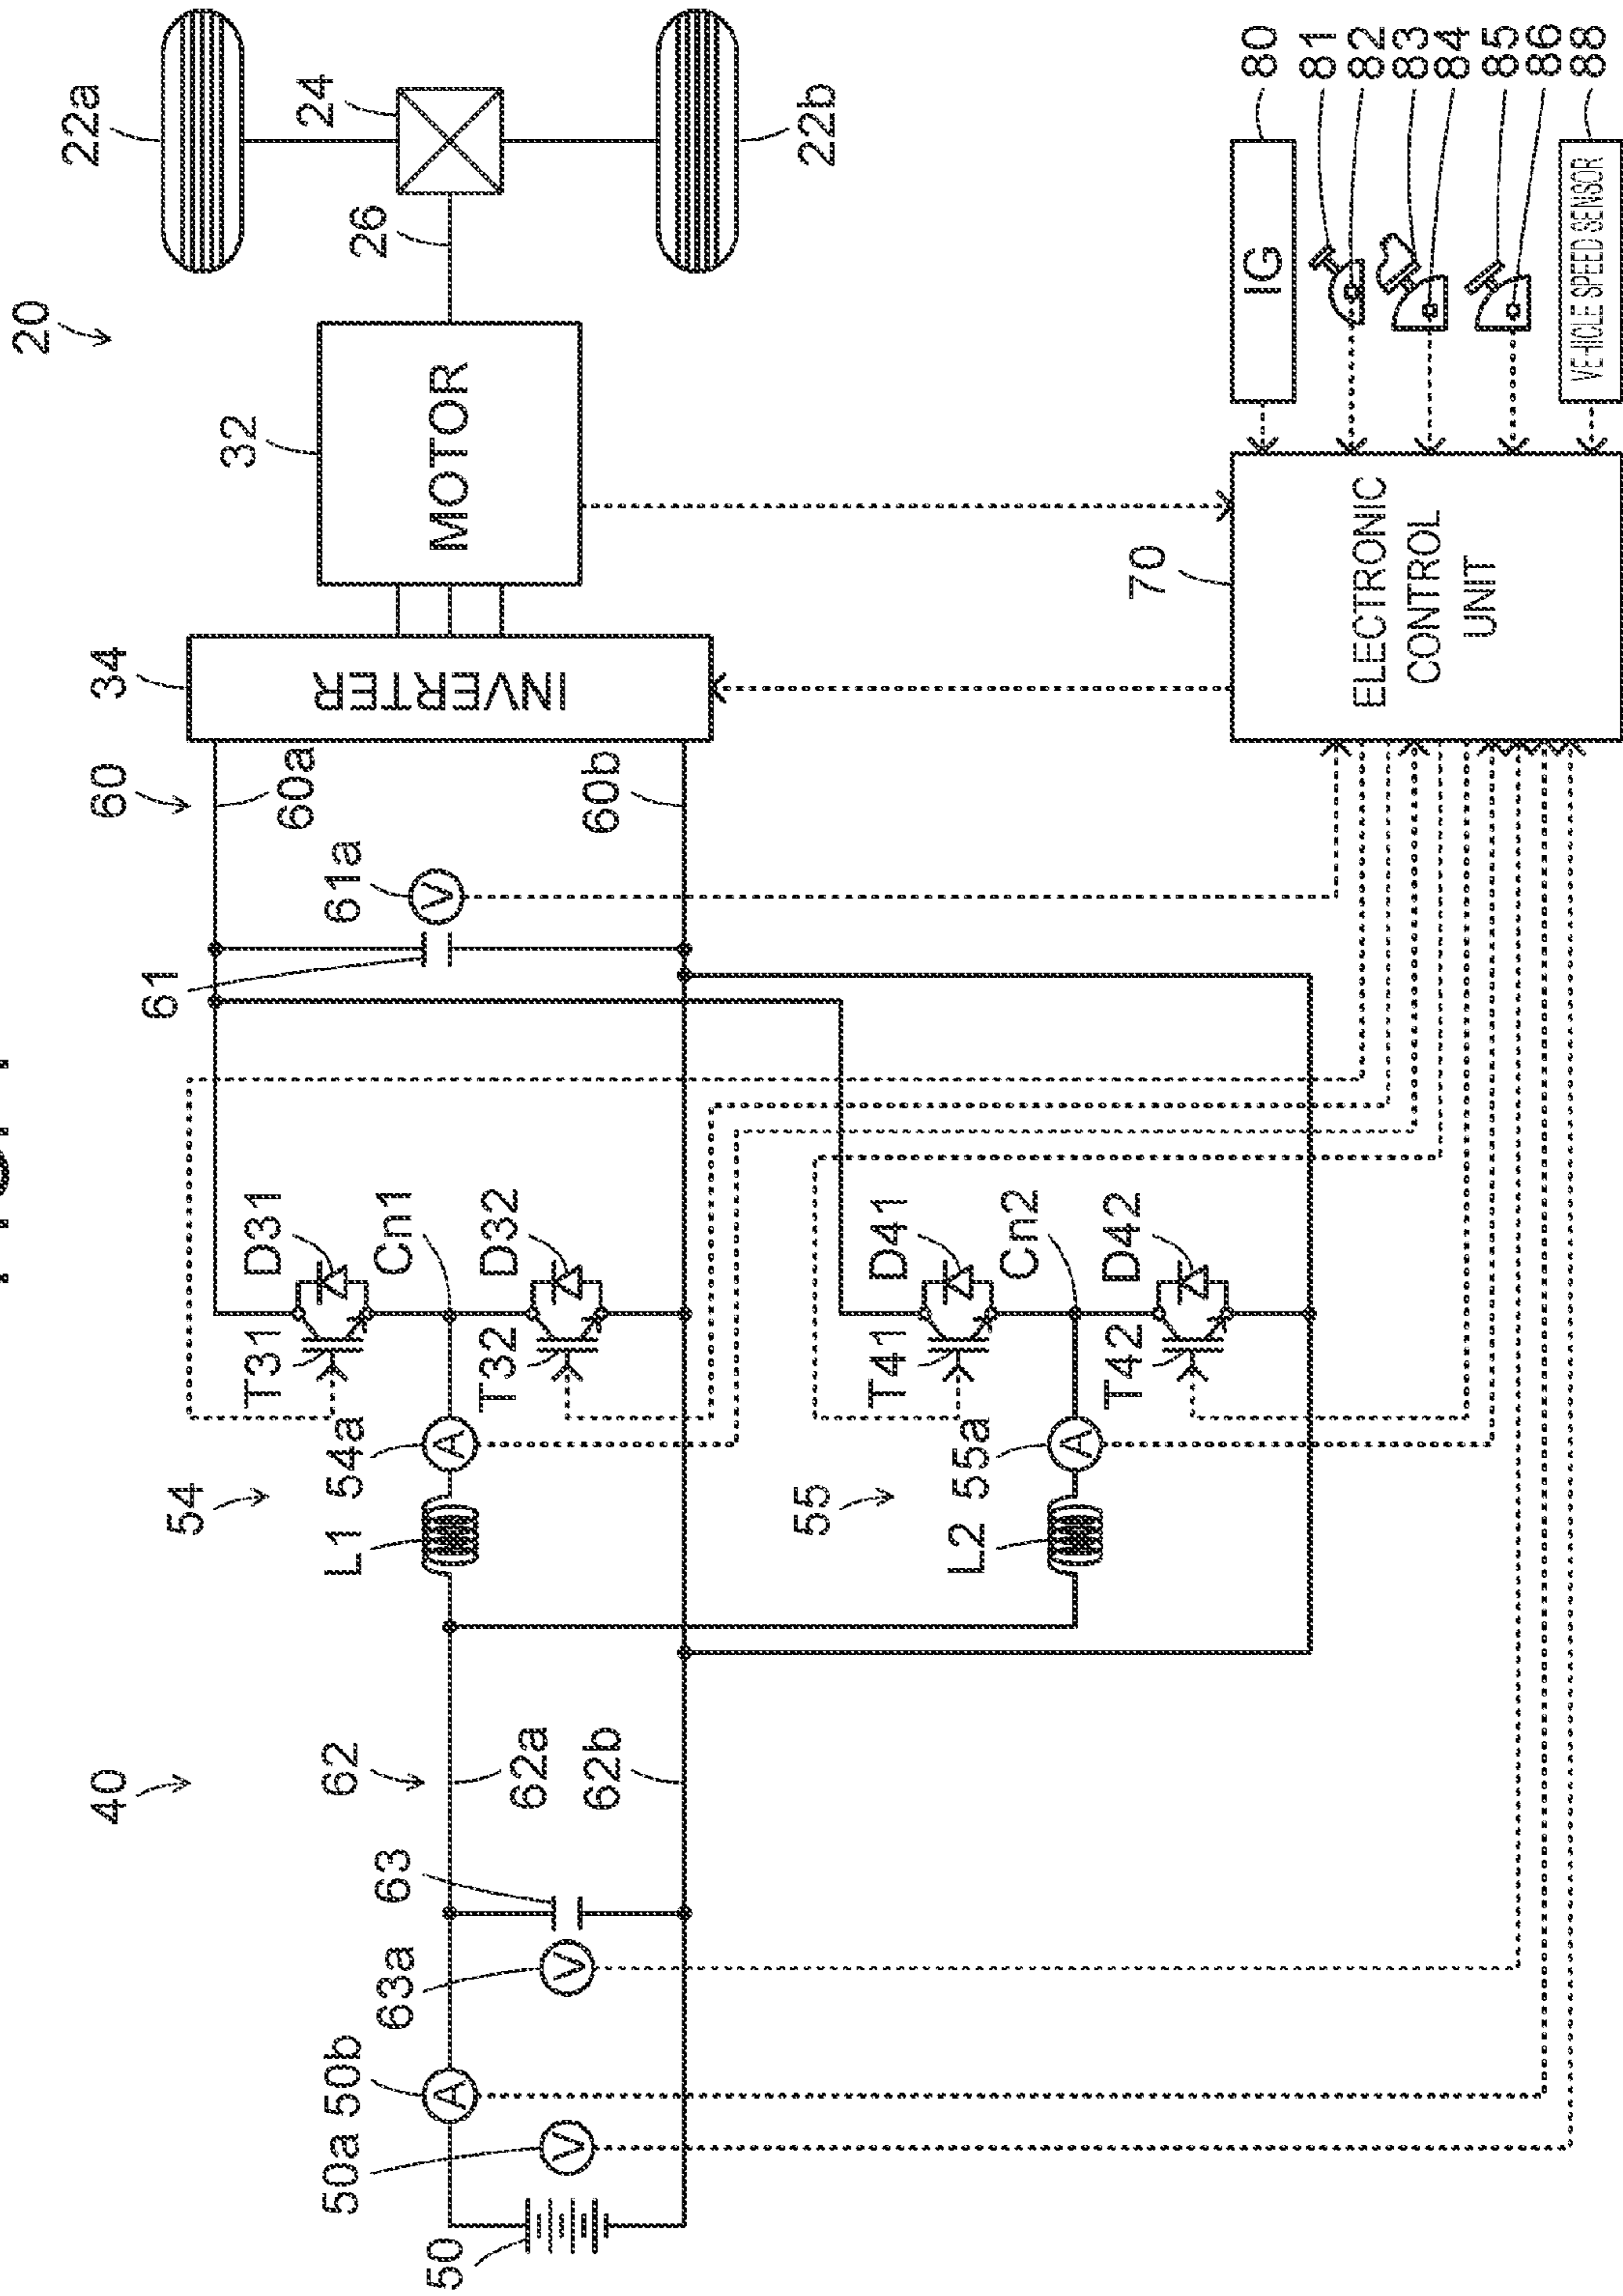 20
22a
24
26
22b
32
MOTOR
34
INVERTER
60
60a
60b
61a
V
61
40
54
D31
T31
Cn1
D32
T32
54a
A
L1
55
D41
T41
Cn2
D42
T42
55a
A
L2
62
62a
62b
63
63a
V
50b
A
50a
V
50
70
ELECTRONIC
CONTROL
UNIT
IG
80
81
82
83
84
85
86
VEHICLE SPEED SENSOR
88